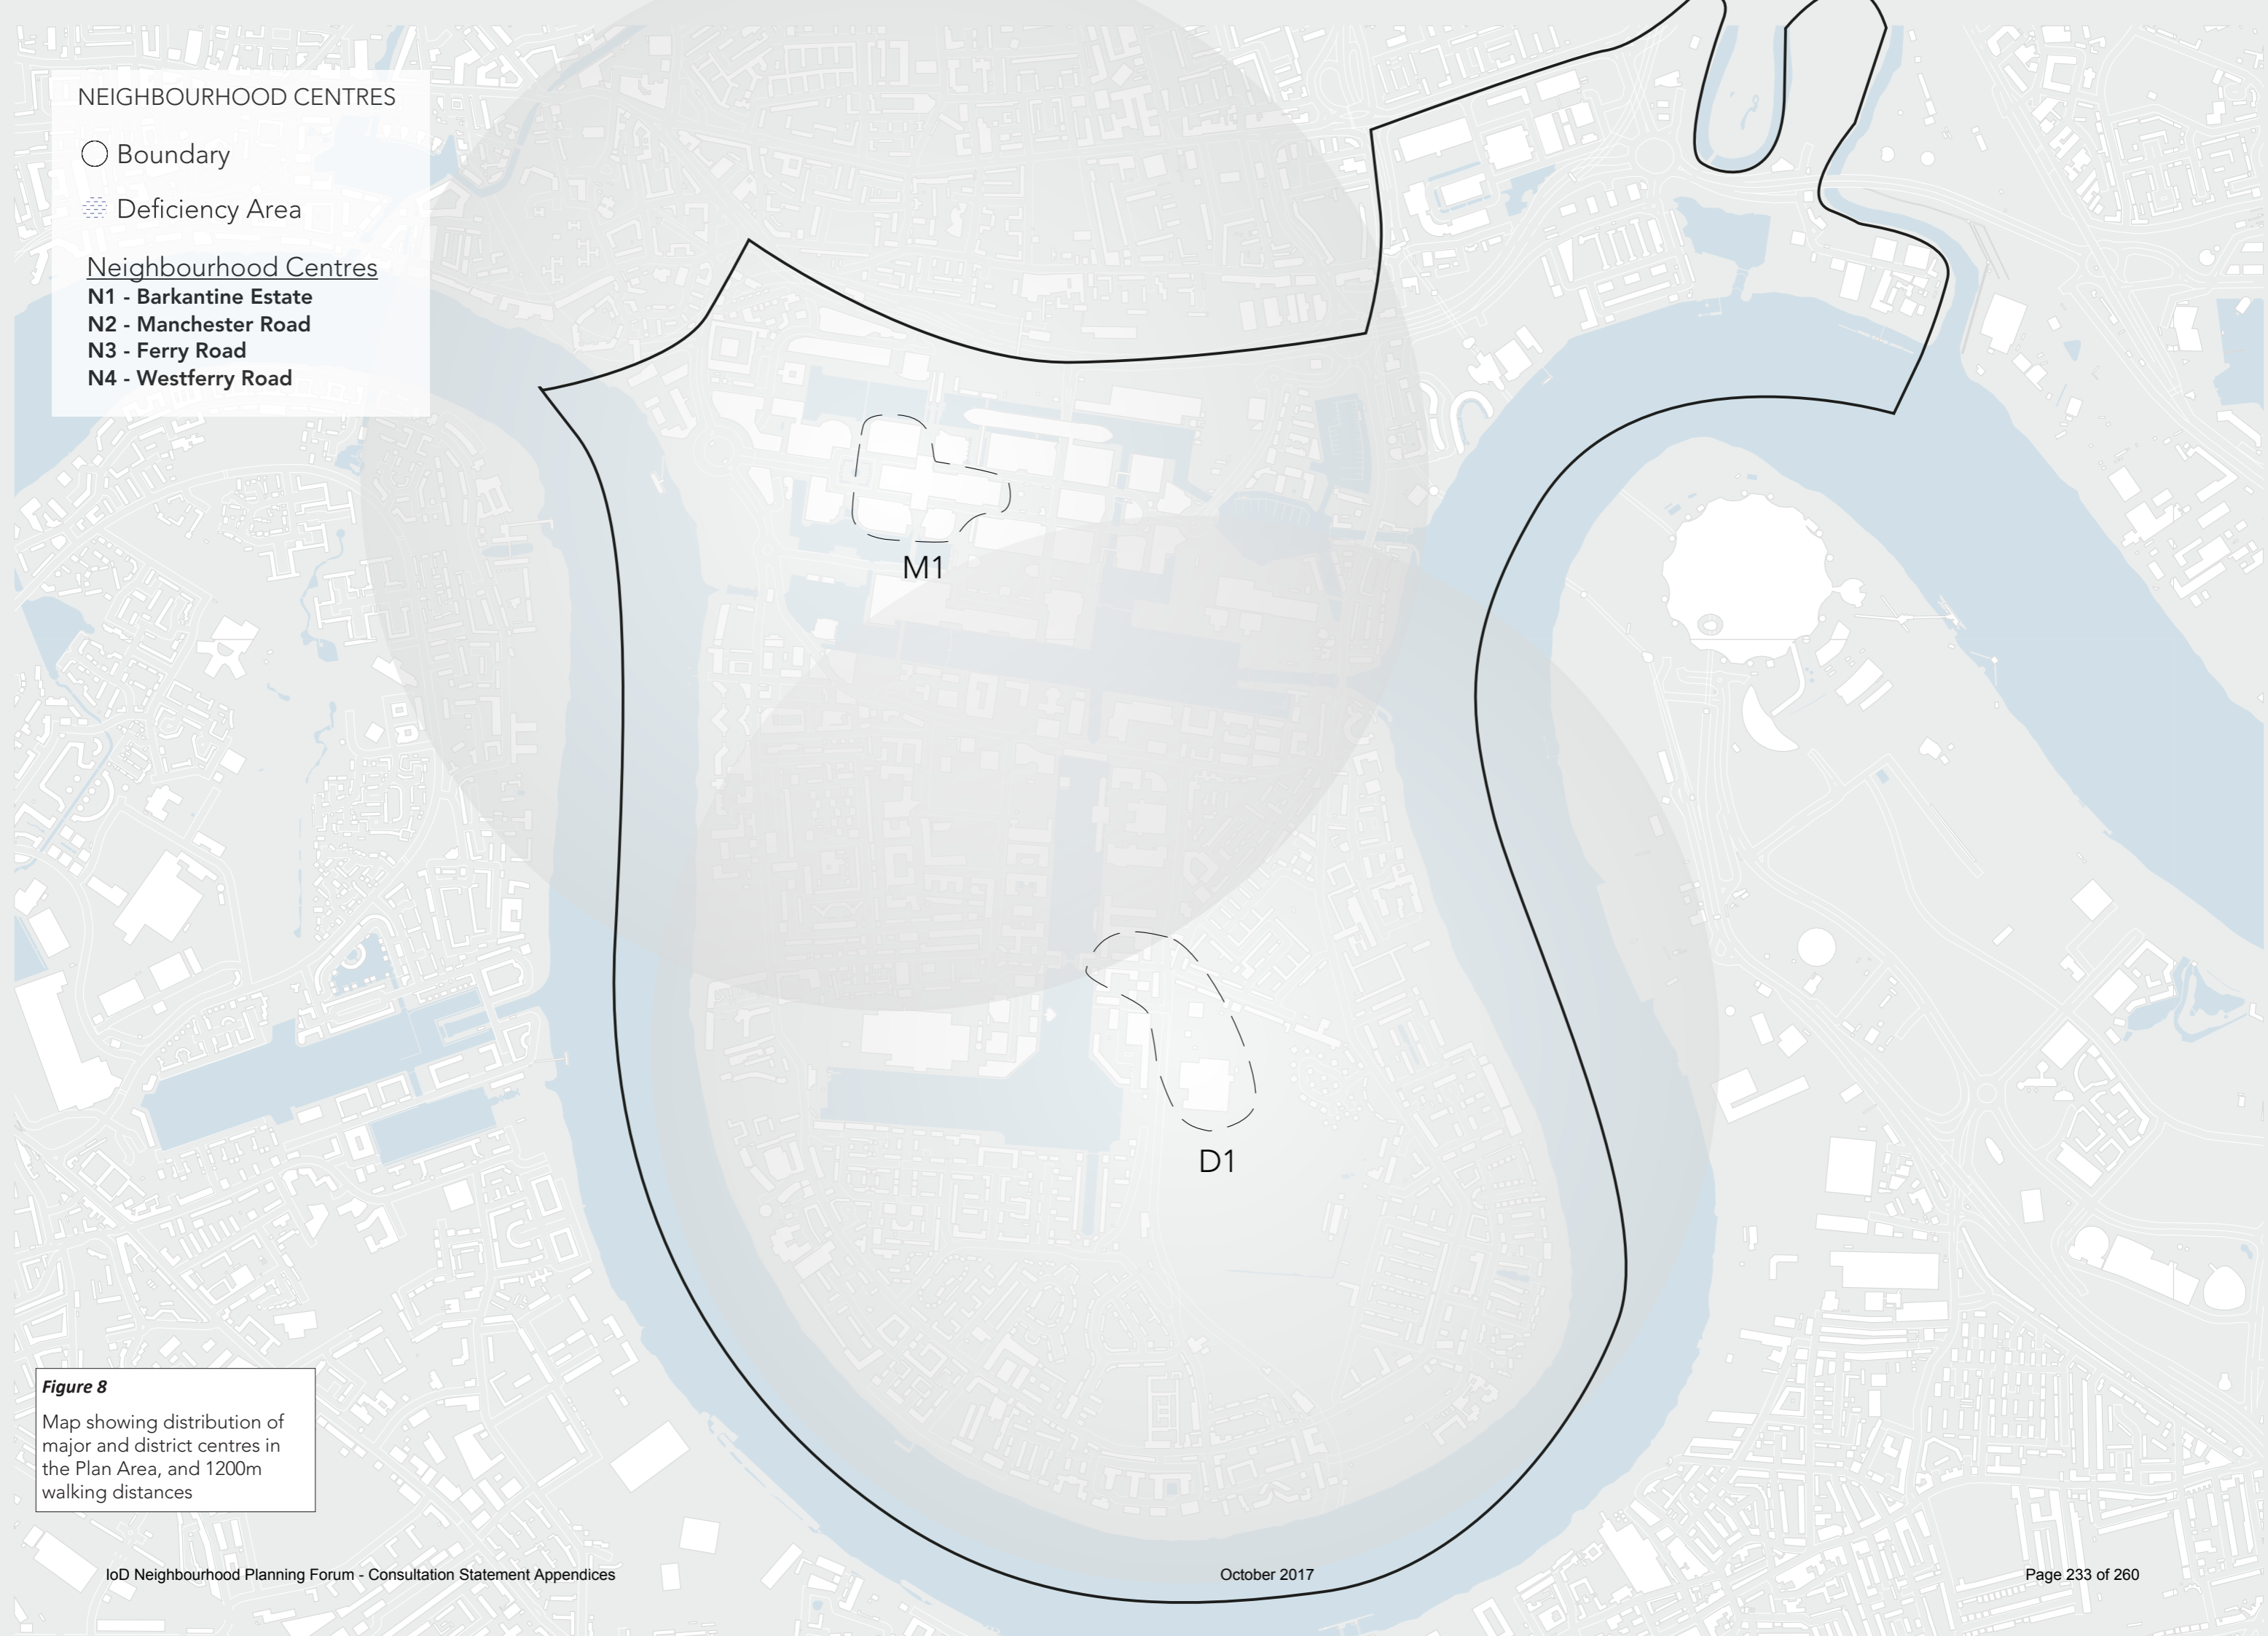 NEIGHBOURHOOD CENTRES
Boundary
Deficiency Area
Neighbourhood Centres
N1 - Barkantine Estate
N2 - Manchester Road
N3 - Ferry Road
N4 - Westferry Road
M1
D1
Figure 8
Map showing distribution of
major and district centres in
the Plan Area, and 1200m
walking distances
IoD Neighbourhood Planning Forum - Consultation Statement Appendices
October 2017
Page 233 of 260